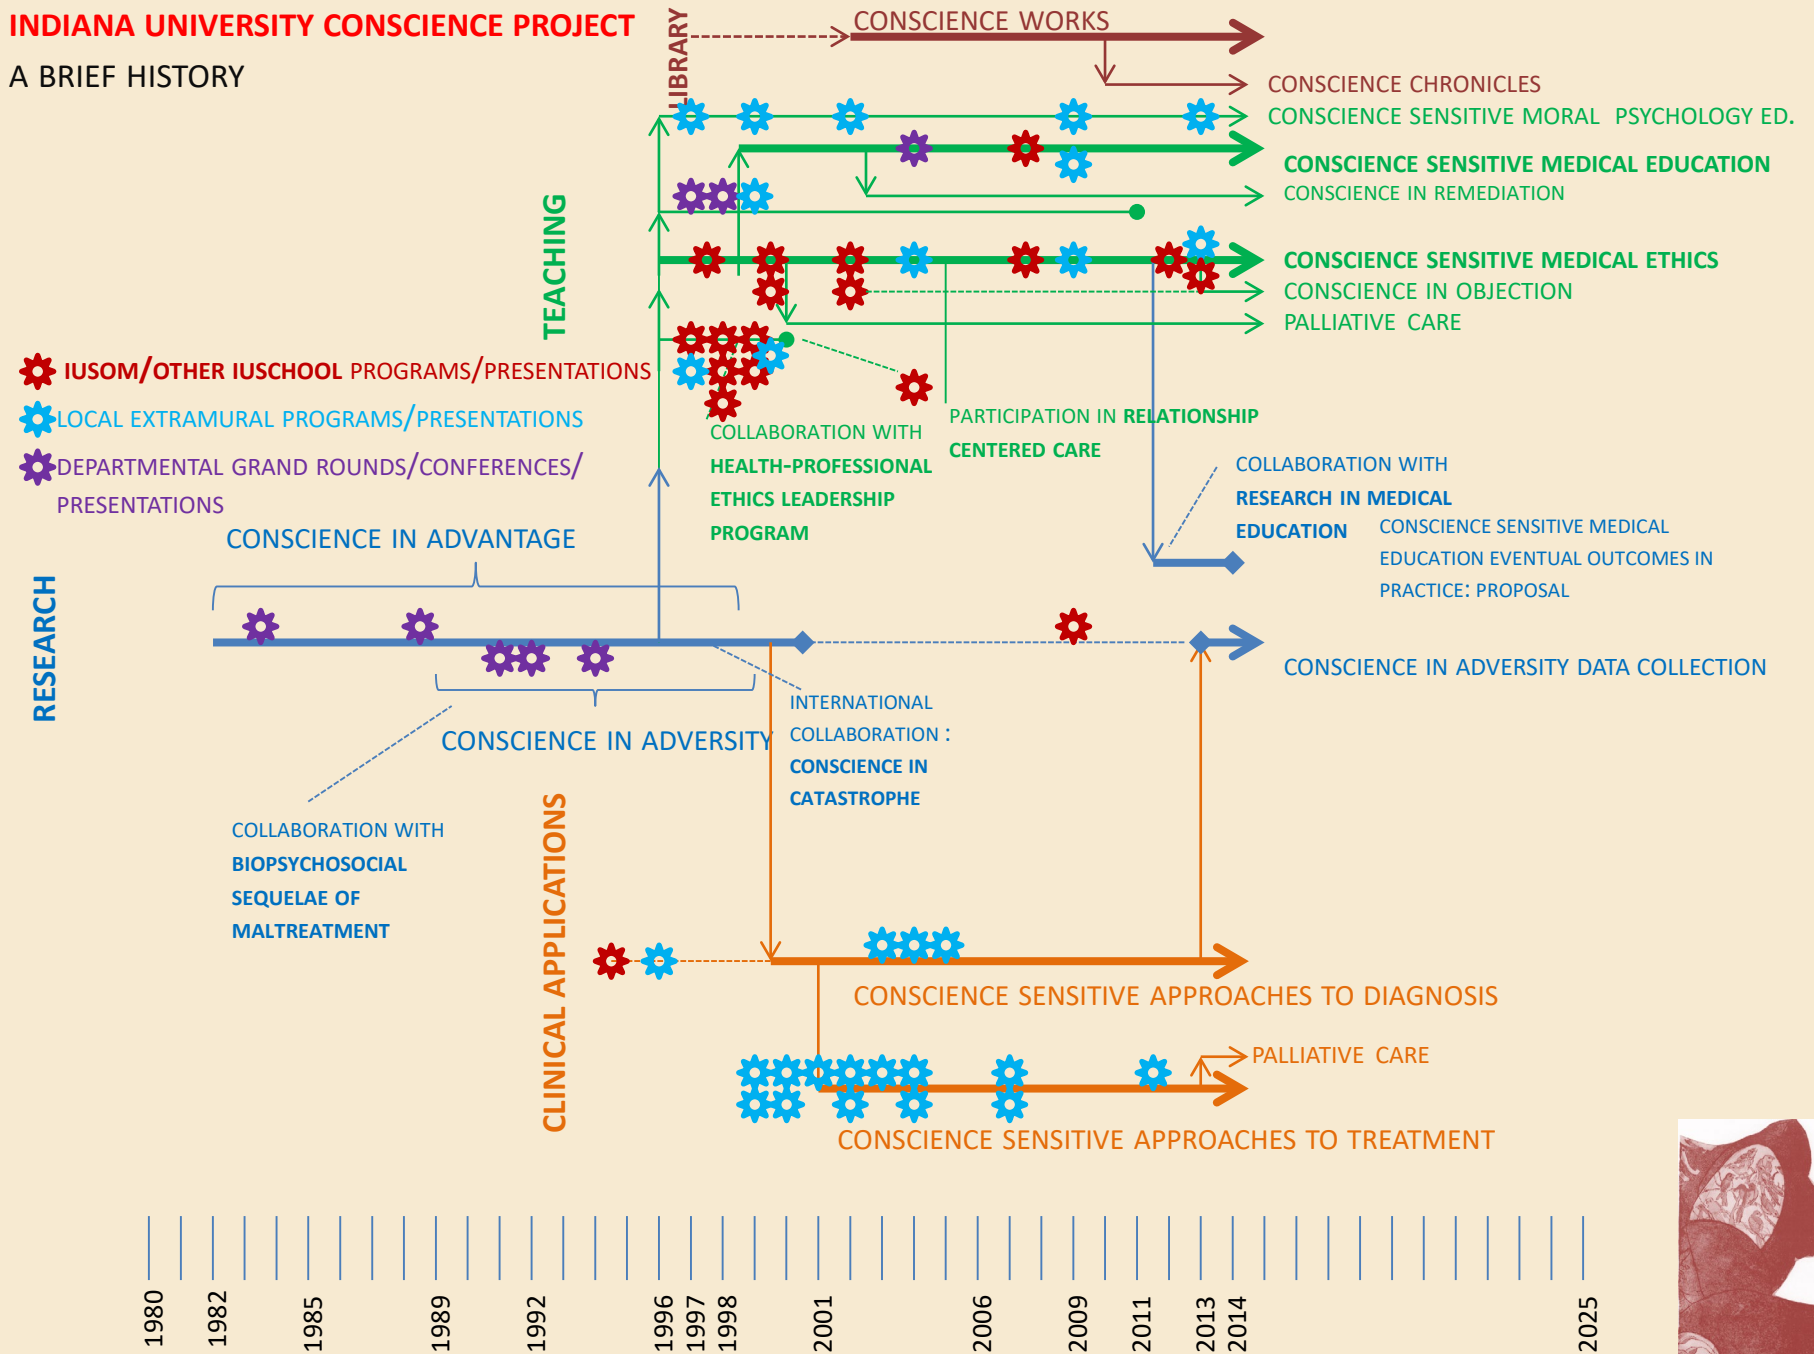 INDIANA UNIVERSITY CONSCIENCE PROJECT
A BRIEF HISTORY
LIBRARY
CONSCIENCE WORKS
CONSCIENCE CHRONICLES
CONSCIENCE SENSITIVE MORAL PSYCHOLOGY ED.
CONSCIENCE SENSITIVE MEDICAL EDUCATION
CONSCIENCE IN REMEDIATION
TEACHING
CONSCIENCE SENSITIVE MEDICAL ETHICS
CONSCIENCE IN OBJECTION
PALLIATIVE CARE
IUSOM/OTHER IUSCHOOL PROGRAMS/PRESENTATIONS
LOCAL EXTRAMURAL PROGRAMS/PRESENTATIONS
DEPARTMENTAL GRAND ROUNDS/CONFERENCES/
PRESENTATIONS
COLLABORATION WITH
HEALTH-PROFESSIONAL
ETHICS LEADERSHIP
PROGRAM
PARTICIPATION IN RELATIONSHIP
CENTERED CARE
COLLABORATION WITH
RESEARCH IN MEDICAL
EDUCATION
CONSCIENCE SENSITIVE MEDICAL
EDUCATION EVENTUAL OUTCOMES IN
PRACTICE: PROPOSAL
RESEARCH
CONSCIENCE IN ADVANTAGE
CONSCIENCE IN ADVERSITY DATA COLLECTION
CONSCIENCE IN ADVERSITY
INTERNATIONAL
COLLABORATION :
CONSCIENCE IN
CATASTROPHE
COLLABORATION WITH
BIOPSYCHOSOCIAL
SEQUELAE OF
MALTREATMENT
CLINICAL APPLICATIONS
CONSCIENCE SENSITIVE APPROACHES TO DIAGNOSIS
PALLIATIVE CARE
CONSCIENCE SENSITIVE APPROACHES TO TREATMENT
1980
1982
1985
1989
1992
1996
1997
1998
2001
2006
2009
2011
2013
2014
2025